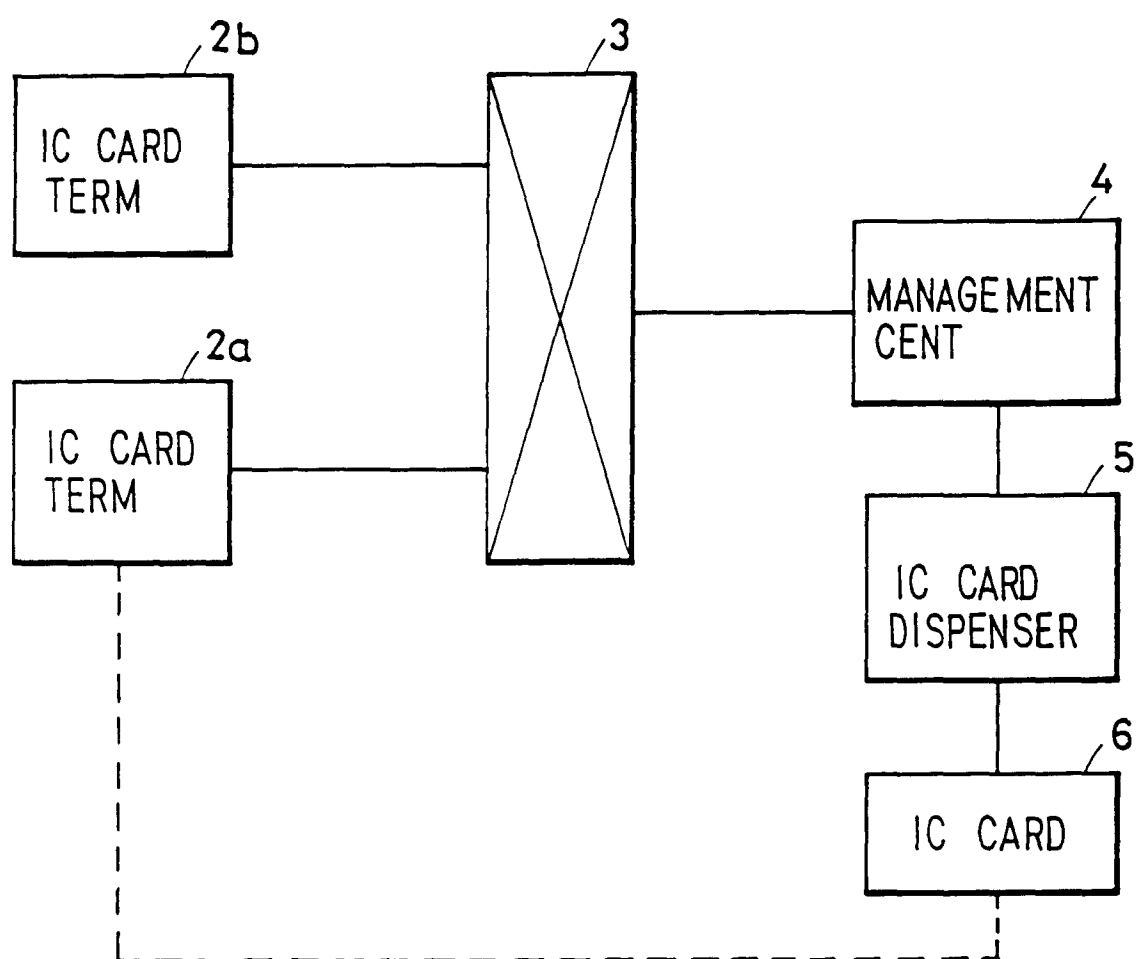 2b
IC CARD
TERM
3
4
MANAGEMENT
CENT
2a
IC CARD
TERM
5
IC CARD
DISPENSER
6
IC CARD